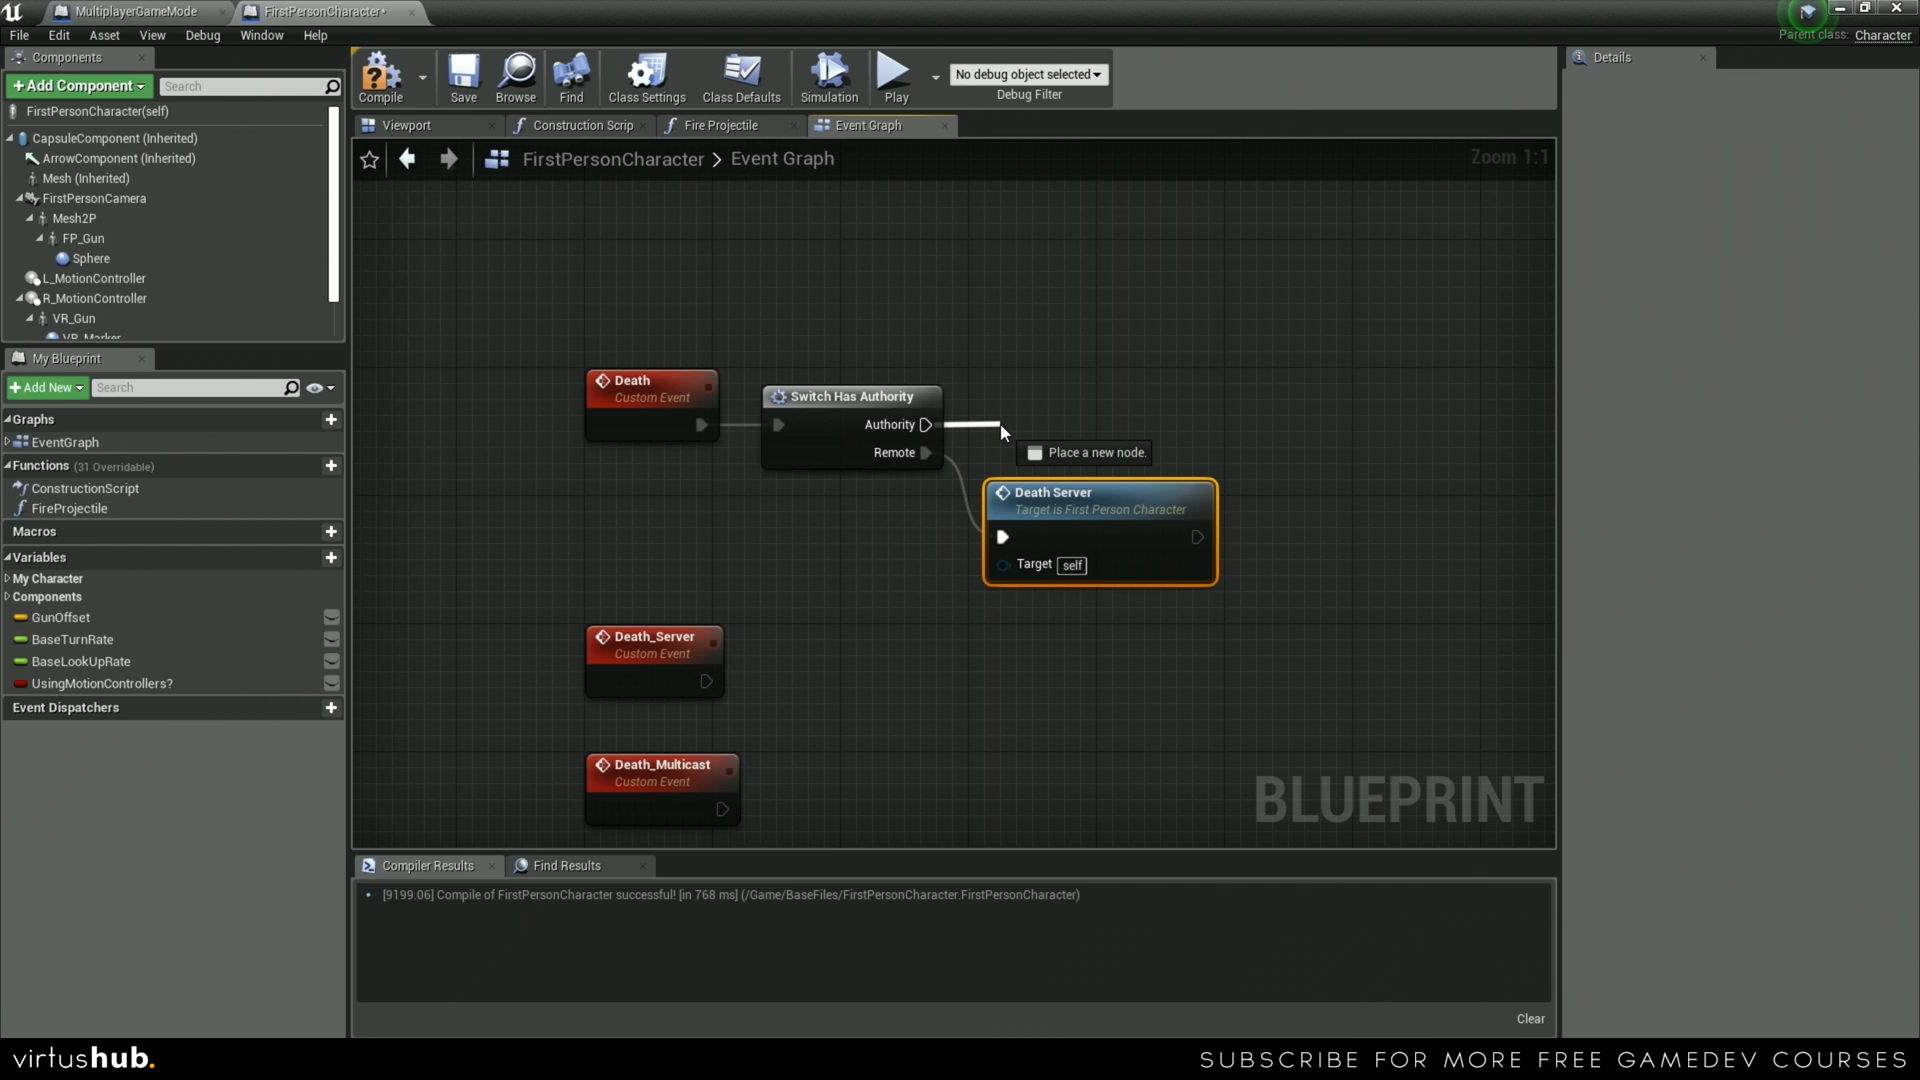 MultiplayerGameMode
FirstPersonCharacter*
File Edit Asset View Debug Window Help
Parent class: Character
Components
+ Add Component
Search
FirstPersonCharacter(self)
CapsuleComponent (Inherited)
ArrowComponent (Inherited)
Mesh (Inherited)
FirstPersonCamera
Mesh2P
FP_Gun
Sphere
L_MotionController
R_MotionController
VR_Gun
VR_Marker
My Blueprint
+ Add New
Search
Graphs
EventGraph
Functions (31 Overridable)
ConstructionScript
FireProjectile
Macros
Variables
My Character
Components
GunOffset
BaseTurnRate
BaseLookUpRate
UsingMotionControllers?
Event Dispatchers
Compile
Save
Browse
Find
Class Settings
Class Defaults
Simulation
Play
No debug object selected
Debug Filter
Viewport
Construction Scrip
Fire Projectile
Event Graph
FirstPersonCharacter > Event Graph
Zoom 1:1
Death
Custom Event
Switch Has Authority
Authority
Remote
Place a new node.
Death Server
Target is First Person Character
Target self
Death_Server
Custom Event
Death_Multicast
Custom Event
BLUEPRINT
Compiler Results
Find Results
[9199.06] Compile of FirstPersonCharacter successful! [in 768 ms] (/Game/BaseFiles/FirstPersonCharacter.FirstPersonCharacter)
Clear
Details
virtushub.
SUBSCRIBE FOR MORE FREE GAMEDEV COURSES